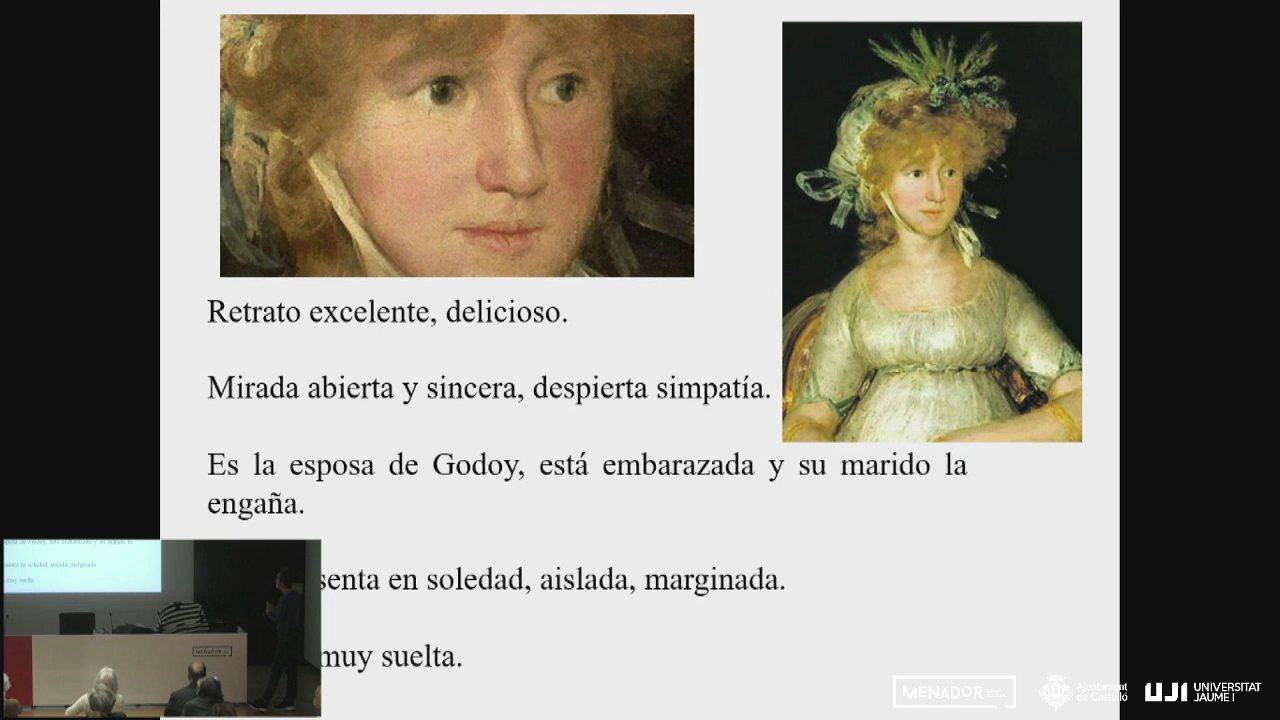 Retrato excelente, delicioso.
Mirada abierta y sincera, despierta simpatía.
Es la esposa de Godoy, está embarazada y su marido la
engaña.
senta en soledad, aislada, marginada.
muy suelta.
MENADOR
MENADOR
Ajuntament
de Castelló
UJI UNIVERSITAT
JAUME I